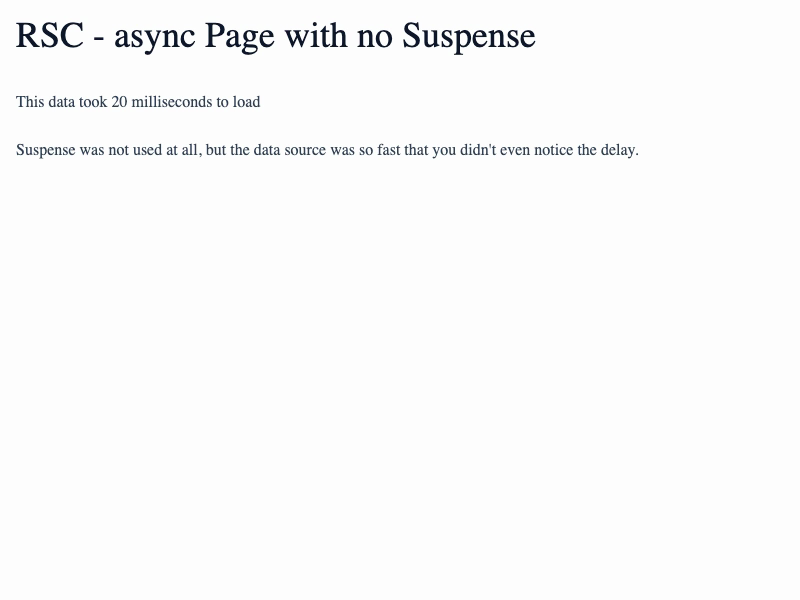 RSC - async Page with no Suspense
This data took 20 milliseconds to load
Suspense was not used at all, but the data source was so fast that you didn't even notice the delay.